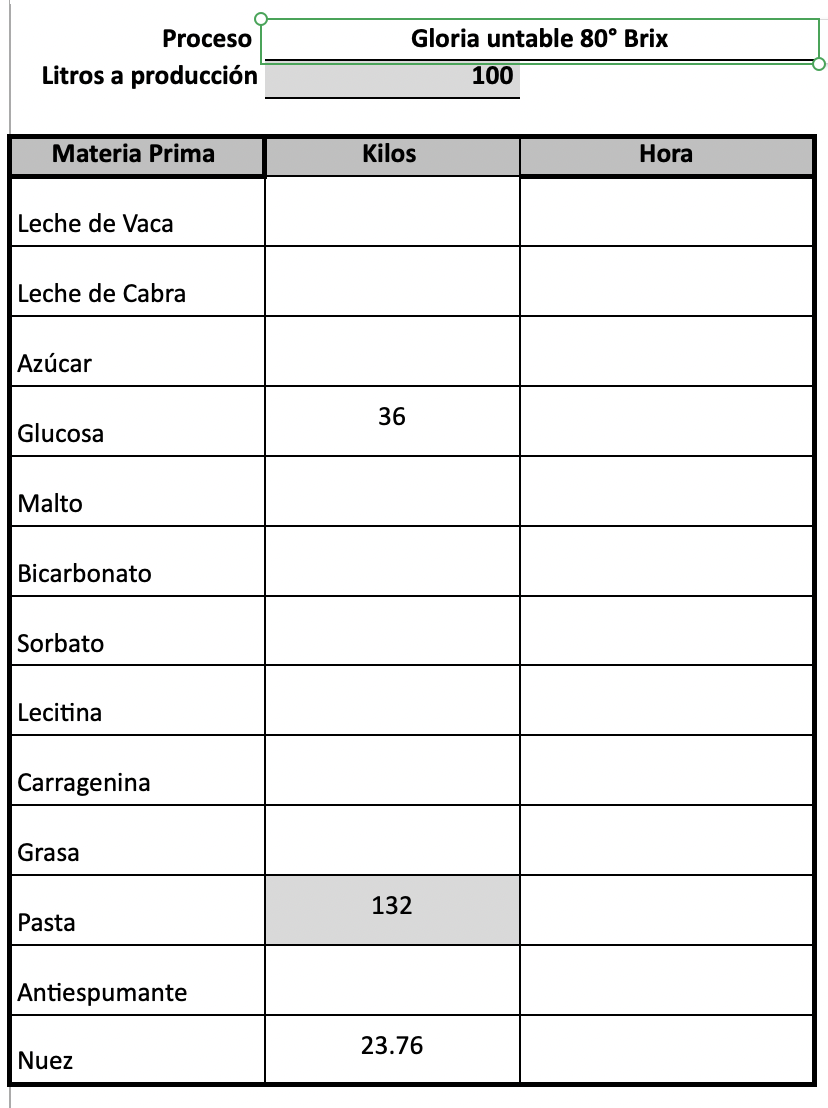 Proceso Gloria untable 80° Brix
Litros a producción 100
Materia Prima Kilos Hora
Leche de Vaca
Leche de Cabra
Azúcar
Glucosa 36
Malto
Bicarbonato
Sorbato
Lecitina
Carragenina
Grasa
Pasta 132
Antiespumante
Nuez 23.76